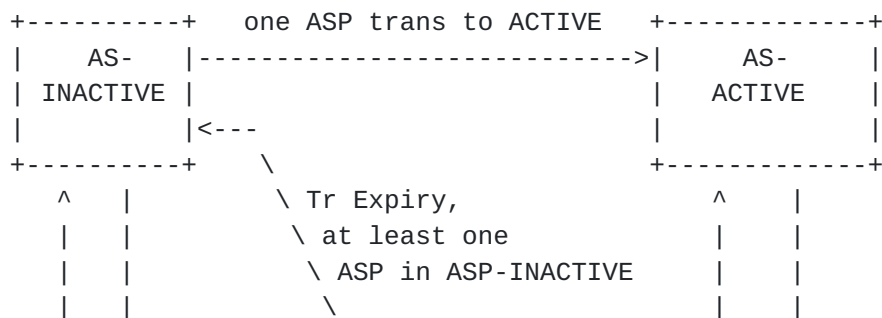 +----------+   one ASP trans to ACTIVE   +-------------+
|    AS-   |---------------------------->|     AS-     |
| INACTIVE |                             |   ACTIVE    |
|          |<---                         |             |
+----------+    \                        +-------------+
   ^   |         \ Tr Expiry,                ^    |
   |   |          \ at least one             |    |
   |   |           \ ASP in ASP-INACTIVE     |    |
   |   |            \                        |    |